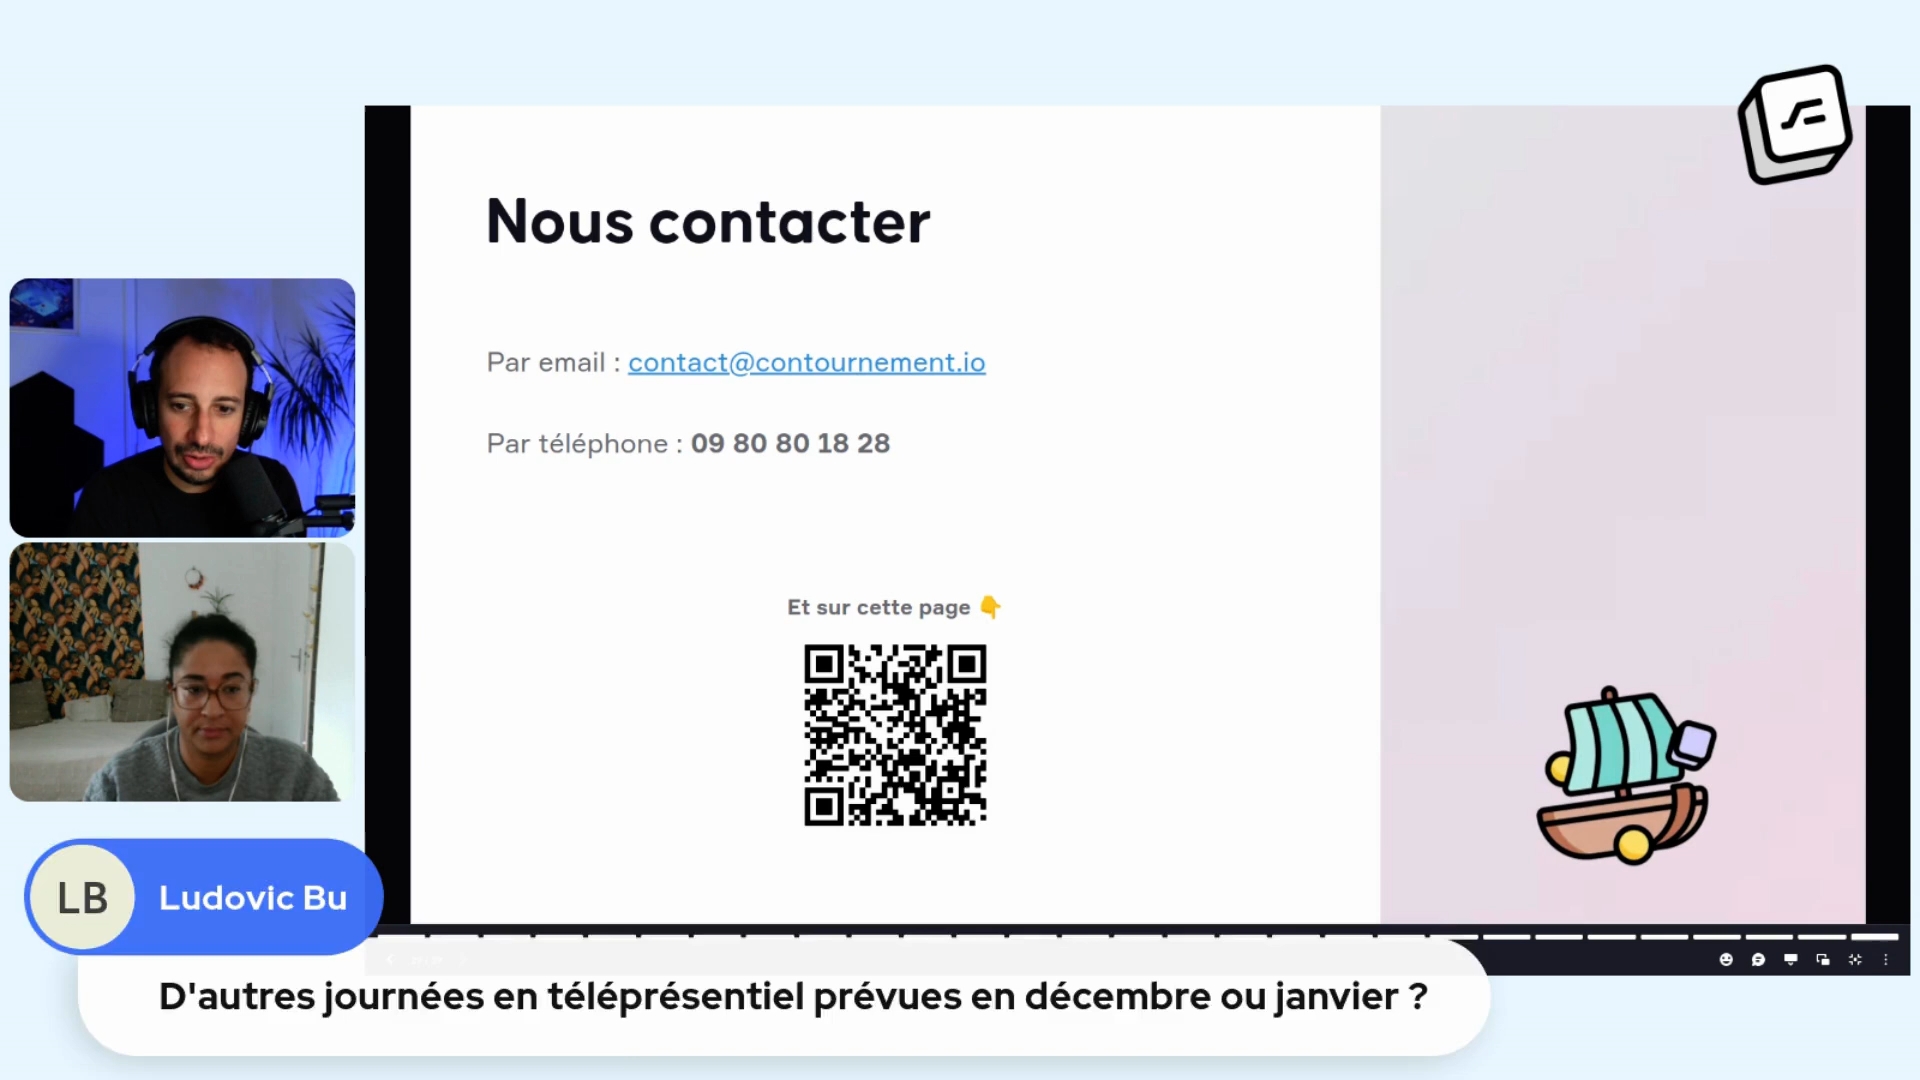 Nous contacter
Par email : contact@contournement.io
Par téléphone : 09 80 80 18 28
Et sur cette page 👇
LB
Ludovic Bu
D'autres journées en téléprésentiel prévues en décembre ou janvier ?